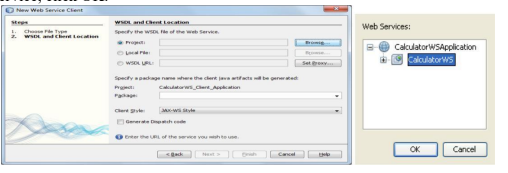 New Web Service Client
Steps
1. Choose File Type
2. WSDL and Client Location
WSDL and Client Location
Specify the WSDL file of the Web Service.
Project:
Browse...
Local File:
Browse...
WSDL URL:
Set Proxy...
Specify a package name where the client java artifacts will be generated:
Project: CalculatorWS_Client_Application
Package:
Client Style: JAX-WS Style
Generate Dispatch code
Enter the URL of the service you wish to use.
< Back
Next >
Finish
Cancel
Help
Web Services:
CalculatorWSApplication
CalculatorWS
OK
Cancel